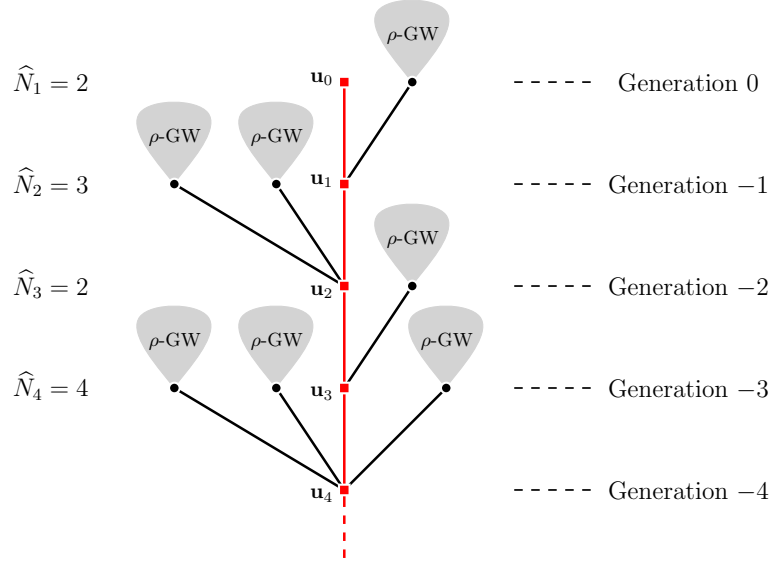 ρ-GW
N̂₁ = 2 u₀ Generation 0
ρ-GW ρ-GW
N̂₂ = 3 u₁ Generation −1
ρ-GW
N̂₃ = 2 u₂ Generation −2
ρ-GW ρ-GW ρ-GW
N̂₄ = 4 u₃ Generation −3
u₄ Generation −4